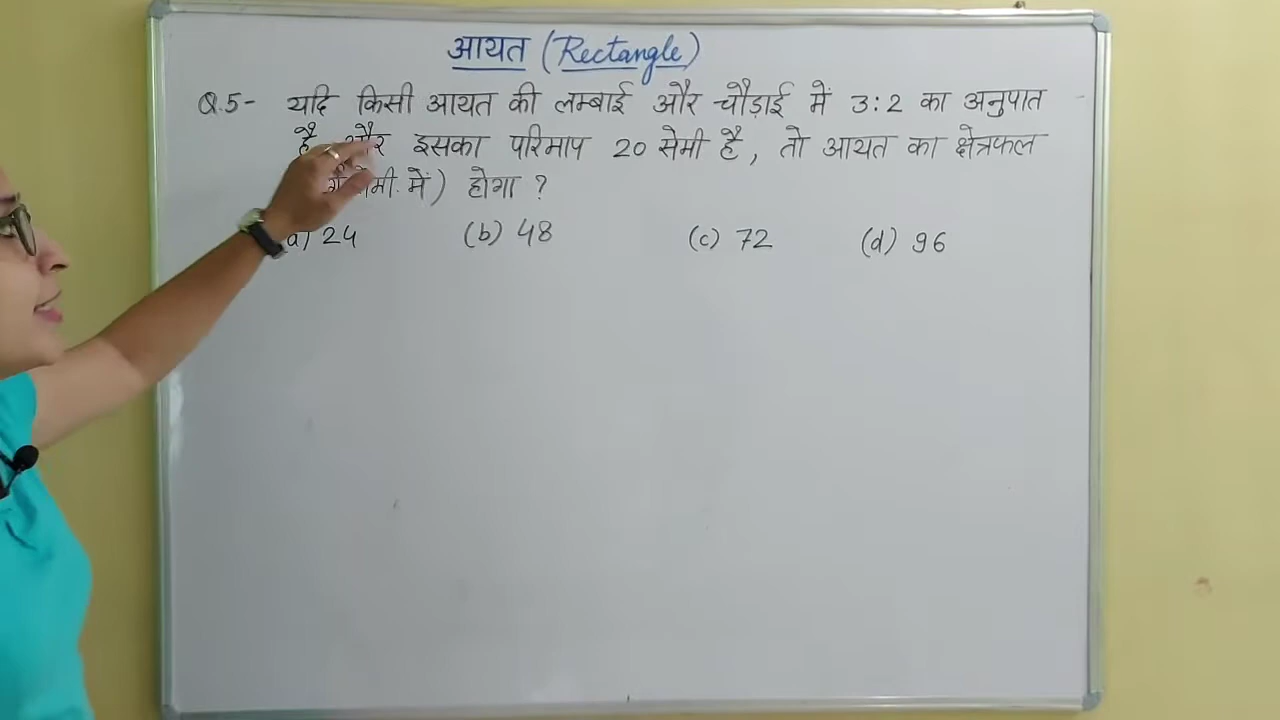 आयत (Rectangle)
Q.5- यदि किसी आयत की लम्बाई और चौड़ाई में 3:2 का अनुपात
है और इसका परिमाप 20 सेमी है, तो आयत का क्षेत्रफल
में) होगा ?
(a) 24 (b) 48 (c) 72 (d) 96